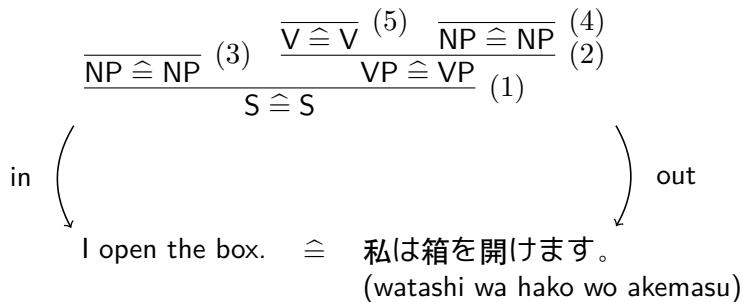 V ≙ V (5) NP ≙ NP (4)
NP ≙ NP (3) VP ≙ VP (2)
S ≙ S (1)
in
out
I open the box. ≙ 私は箱を開けます。
(watashi wa hako wo akemasu)